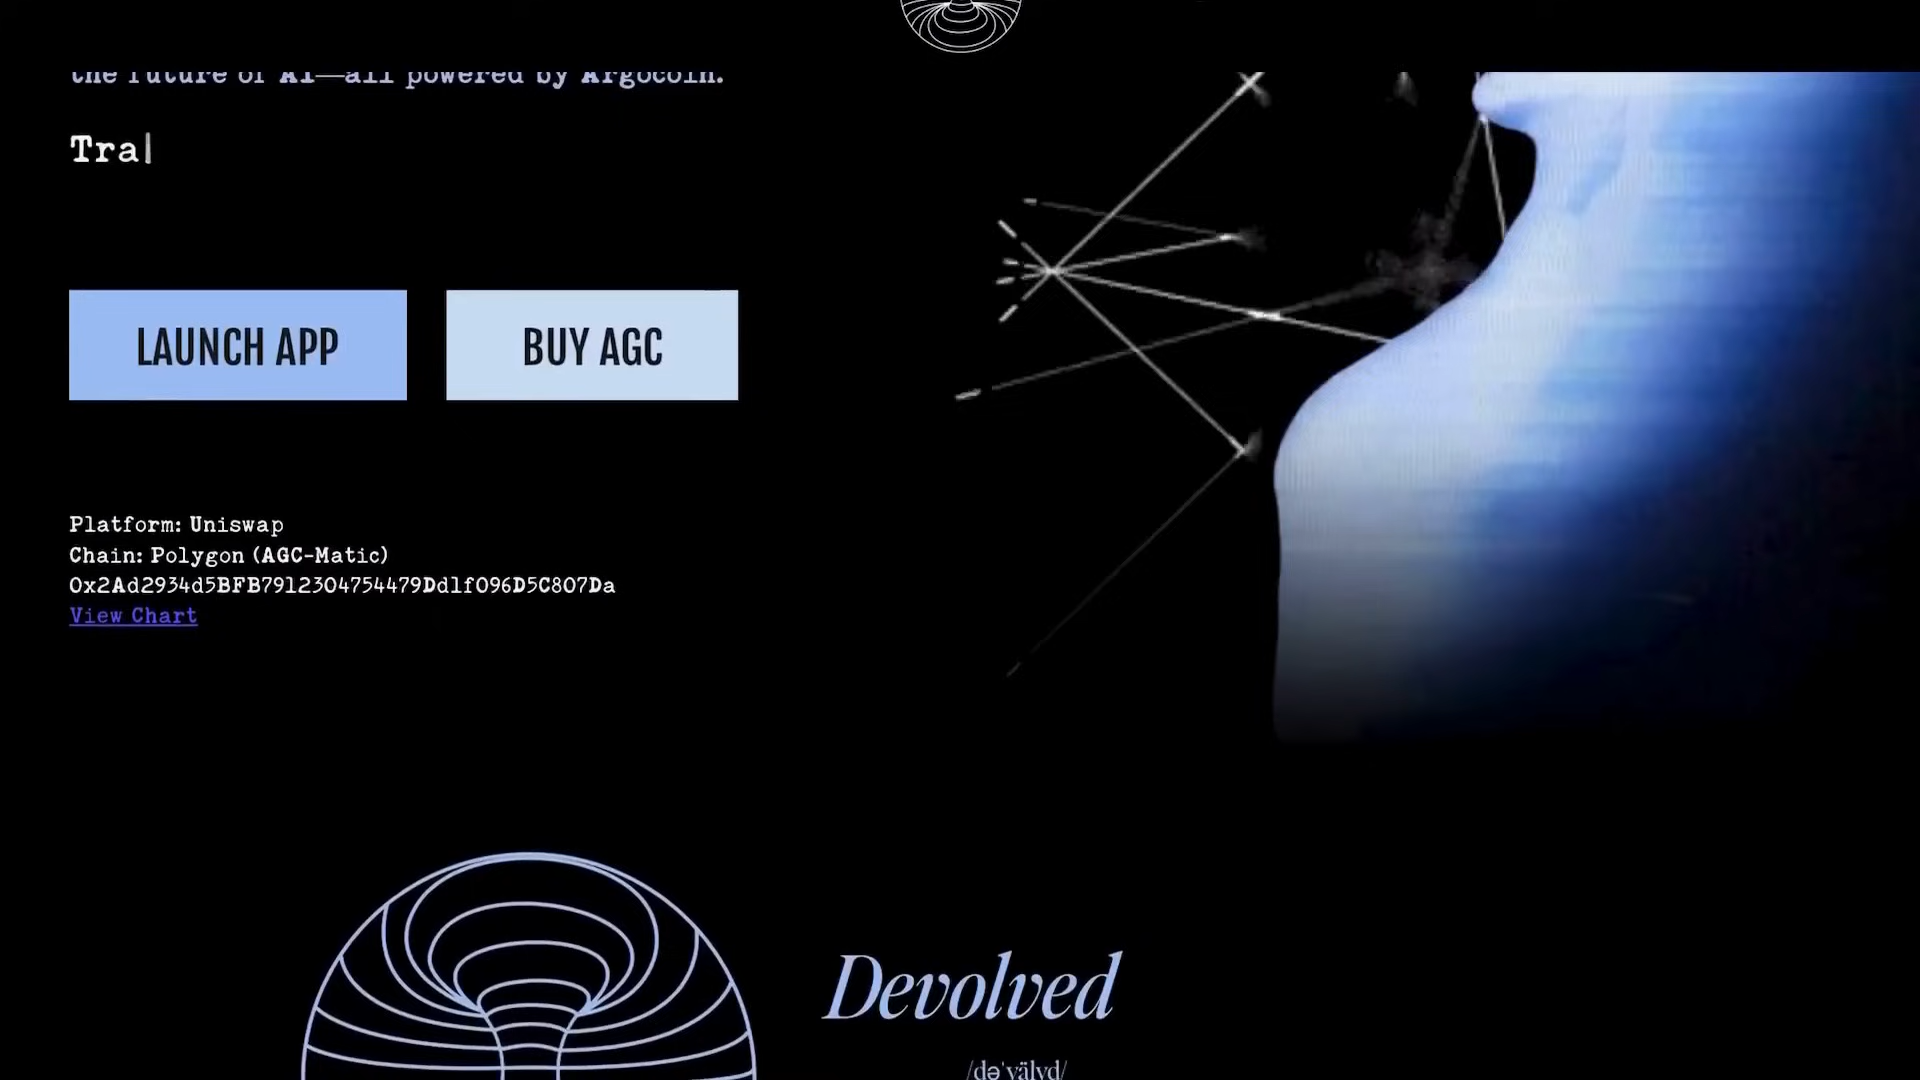 the future of AI—all powered by Argocoin.
Tra
LAUNCH APP
BUY AGC
Platform: Uniswap
Chain: Polygon (AGC-Matic)
0x2Ad2934d5BFB7912304754479Dd1f096D5C807Da
View Chart
Devolved
/dəˈvälvd/